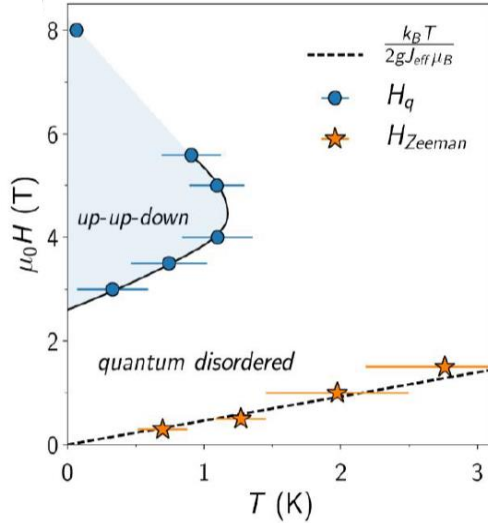 8
6
4
2
0
μ₀H (T)
k_B T
2gJ_eff μ_B
H_q
H_Zeeman
up-up-down
quantum disordered
0 1 2 3
T (K)